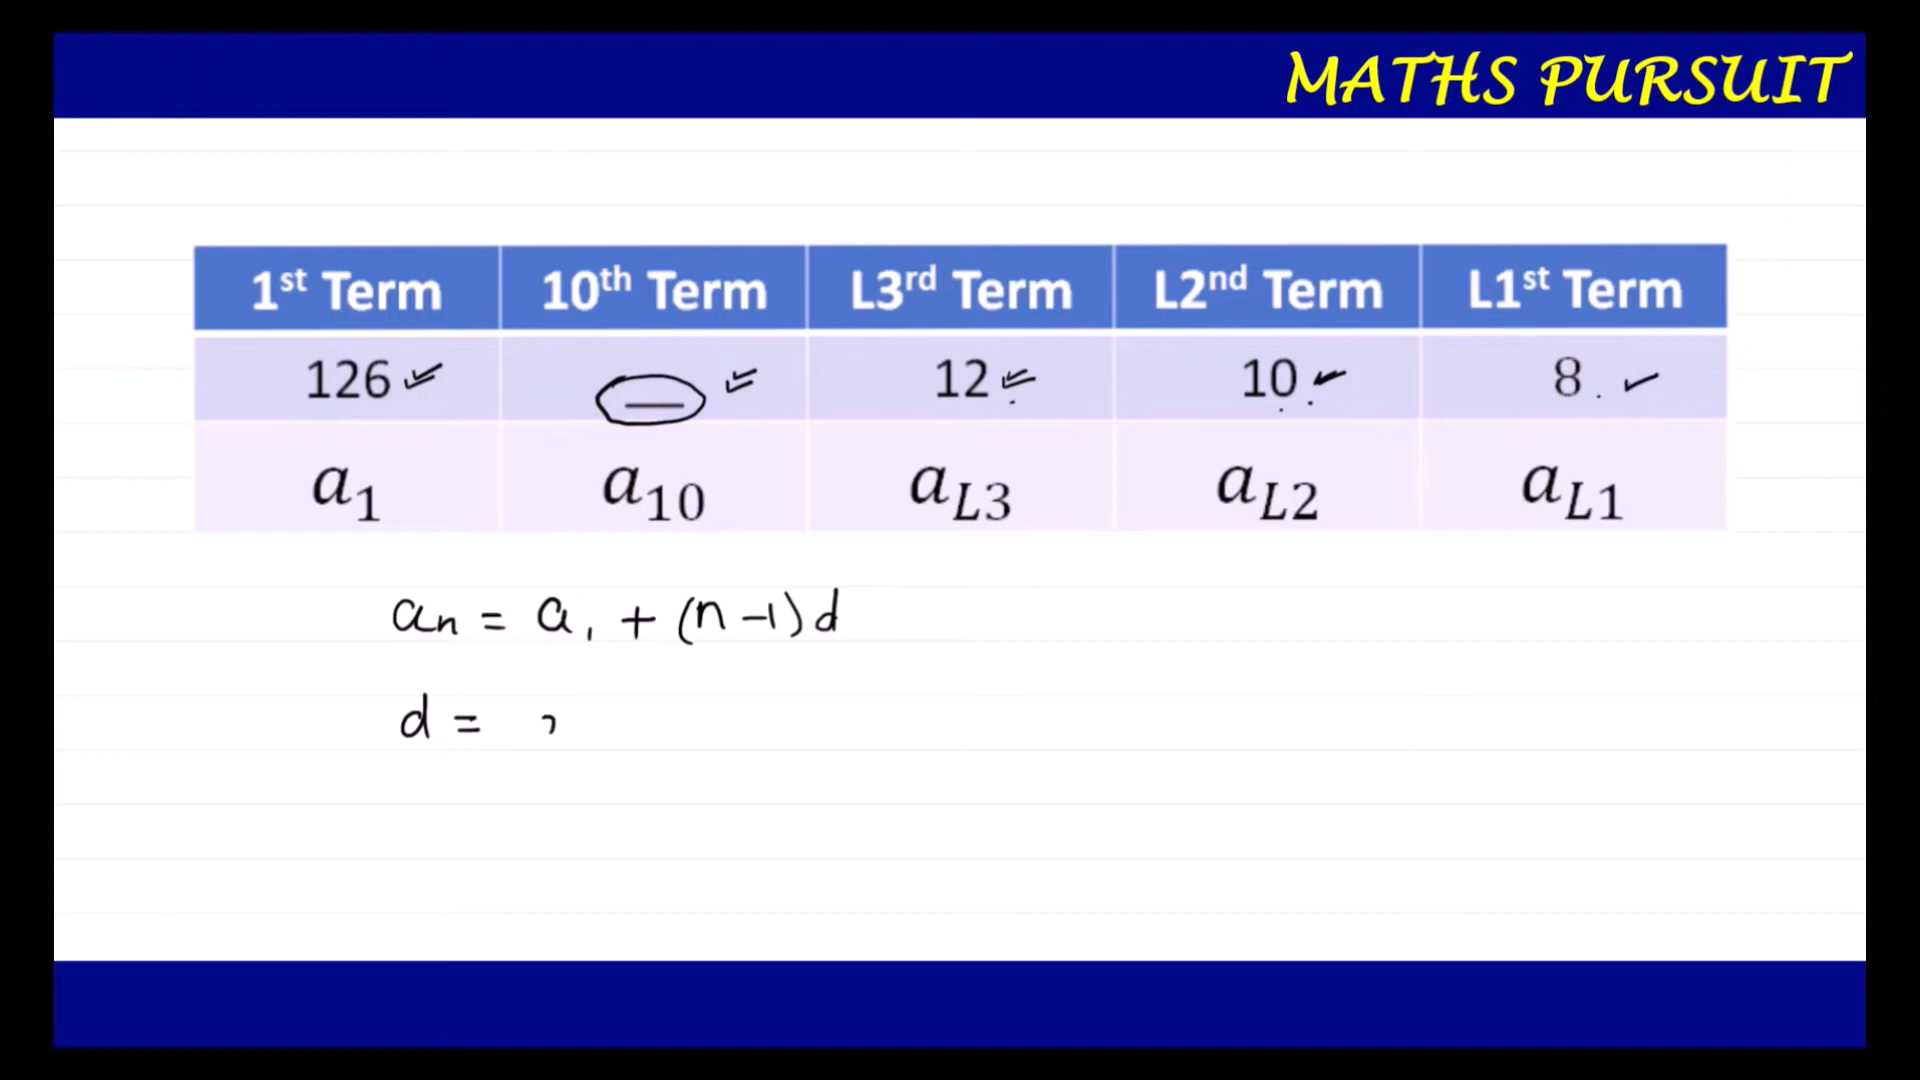 MATHS PURSUIT
1st Term 10th Term L3rd Term L2nd Term L1st Term
126 __ 12 10 8
a1 a10 aL3 aL2 aL1
an = a1 + (n-1)d
d =